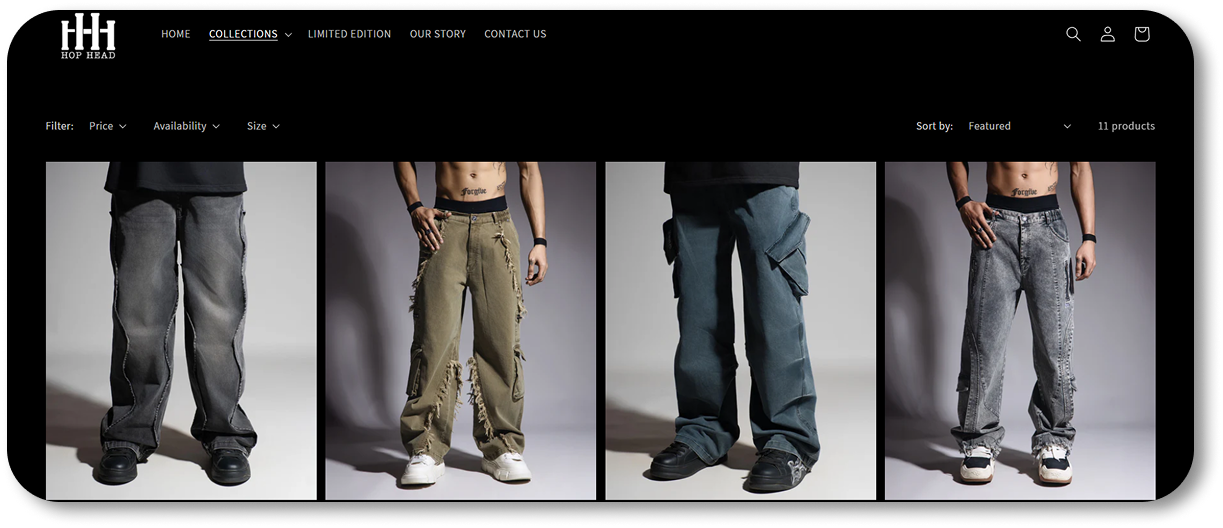 HOP HEAD
HOME COLLECTIONS LIMITED EDITION OUR STORY CONTACT US
Filter: Price Availability Size Sort by: Featured 11 products
Forgive
Forgive